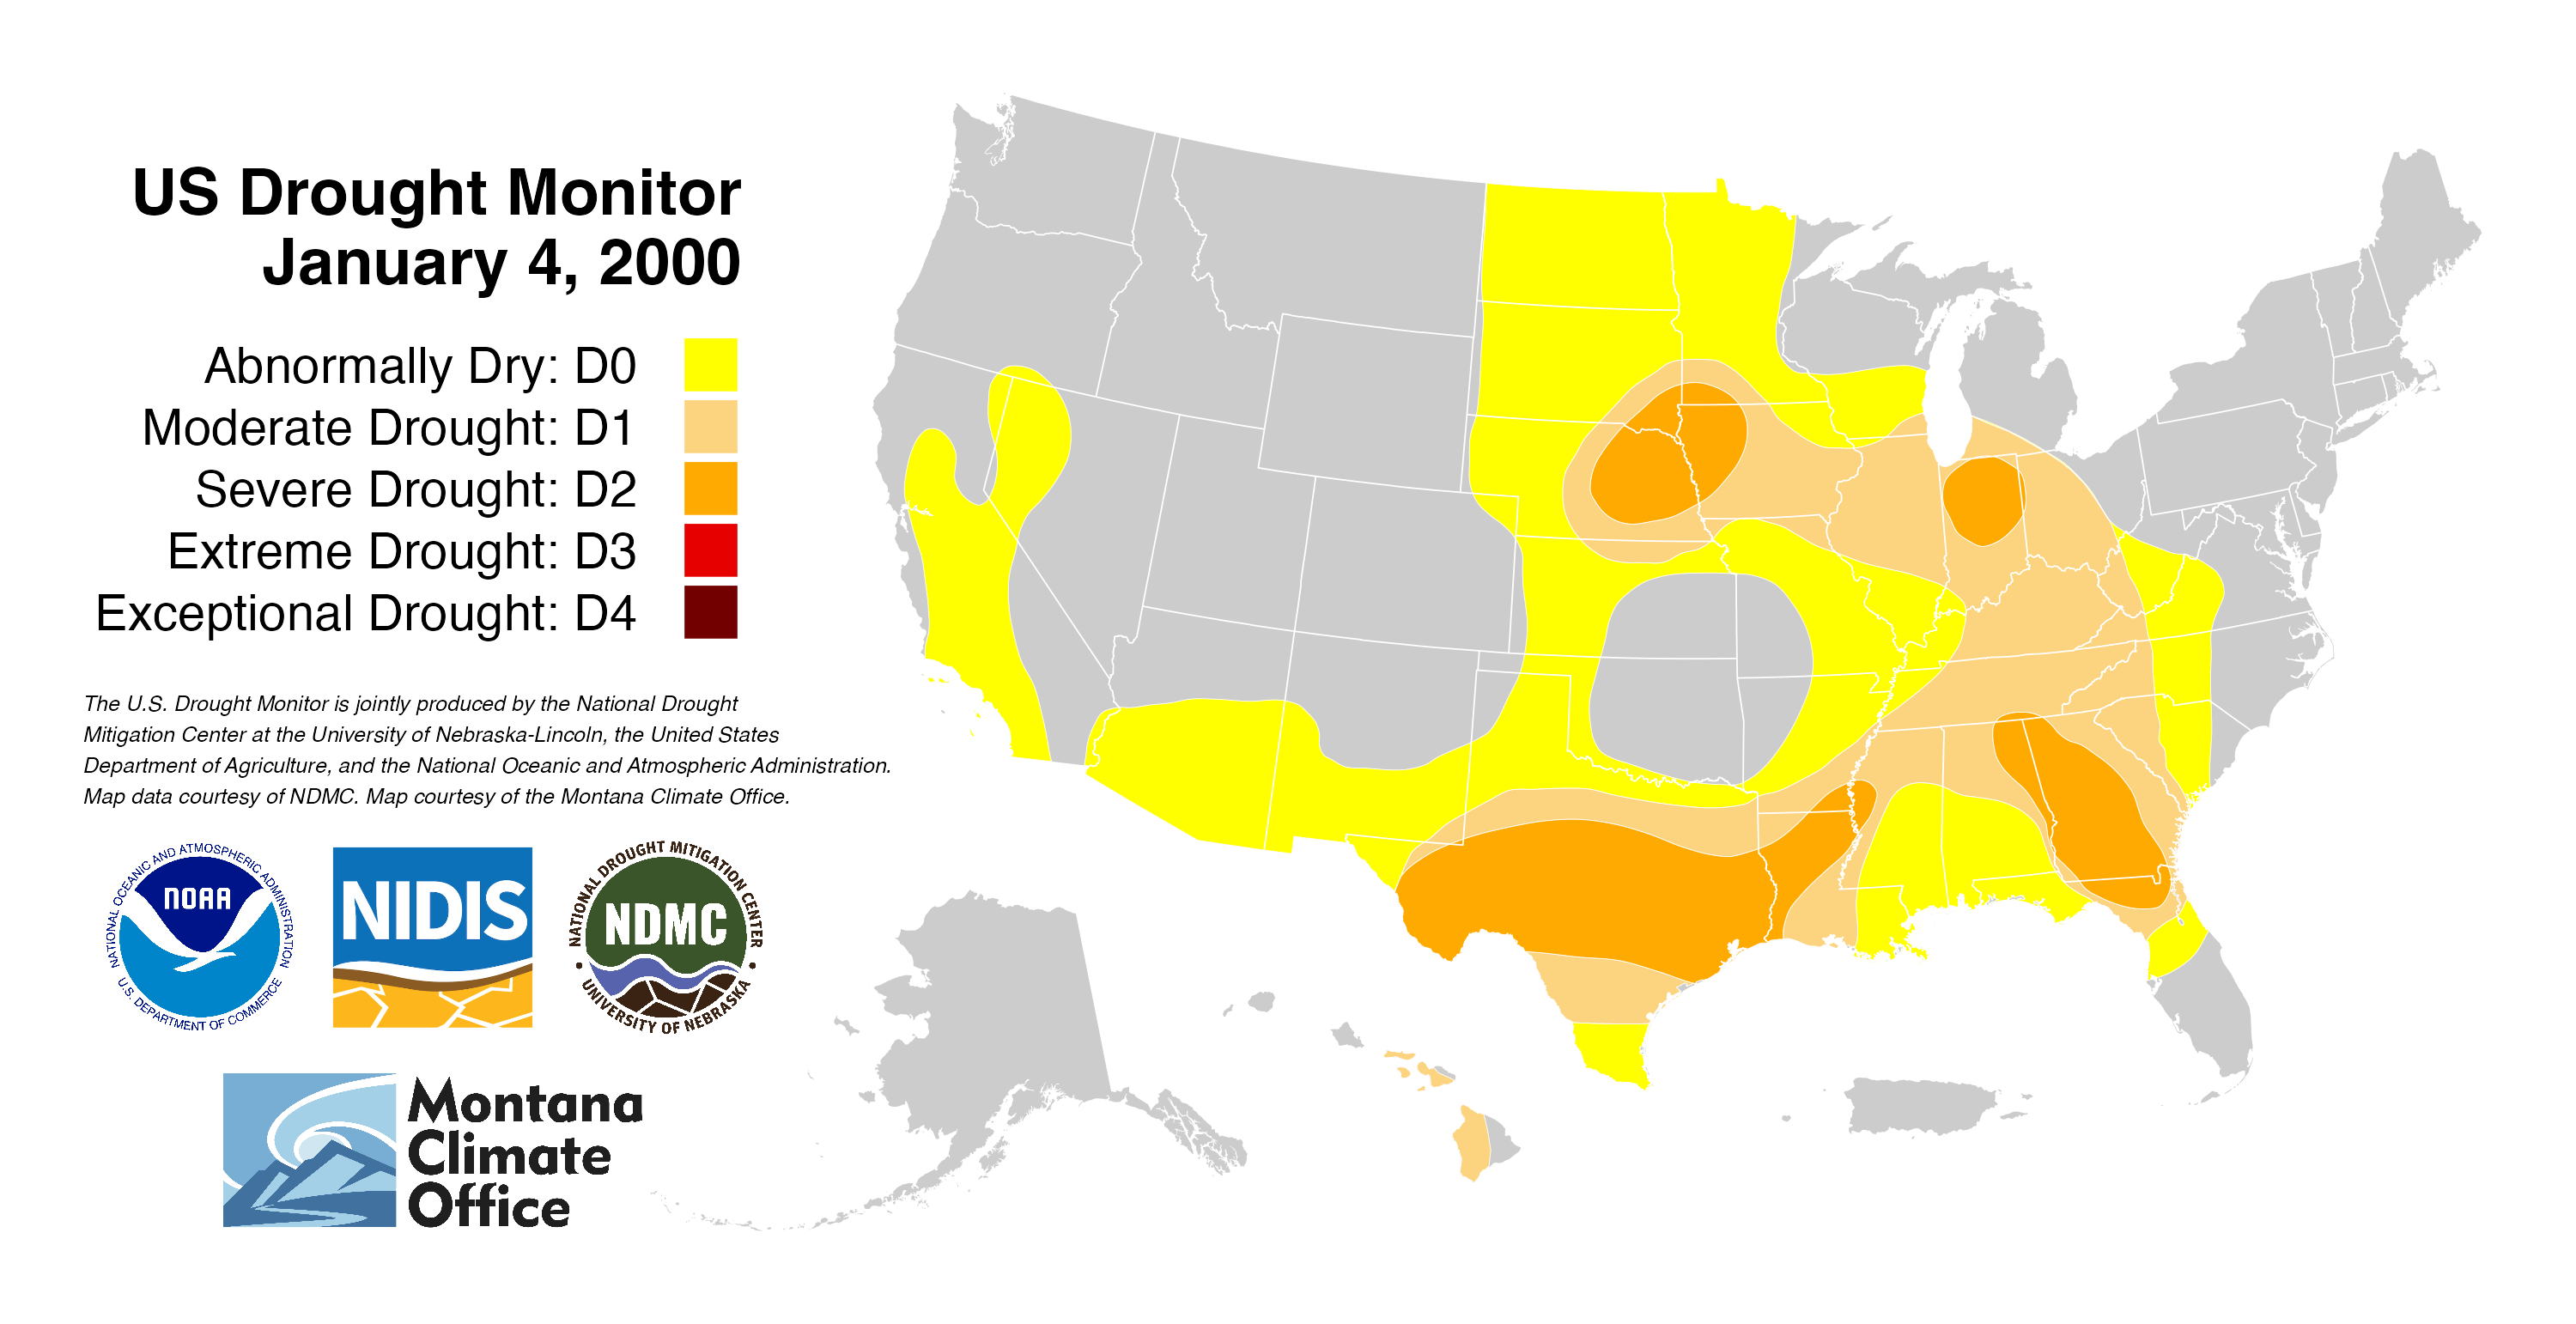 US Drought Monitor
January 4, 2000
Abnormally Dry: D0
Moderate Drought: D1
Severe Drought: D2
Extreme Drought: D3
Exceptional Drought: D4
The U.S. Drought Monitor is jointly produced by the National Drought
Mitigation Center at the University of Nebraska-Lincoln, the United States
Department of Agriculture, and the National Oceanic and Atmospheric Administration.
Map data courtesy of NDMC. Map courtesy of the Montana Climate Office.
NATIONAL OCEANIC AND ATMOSPHERIC ADMINISTRATION
NOAA
U.S. DEPARTMENT OF COMMERCE
NIDIS
NATIONAL DROUGHT MITIGATION CENTER
NDMC
UNIVERSITY OF NEBRASKA
Montana
Climate
Office